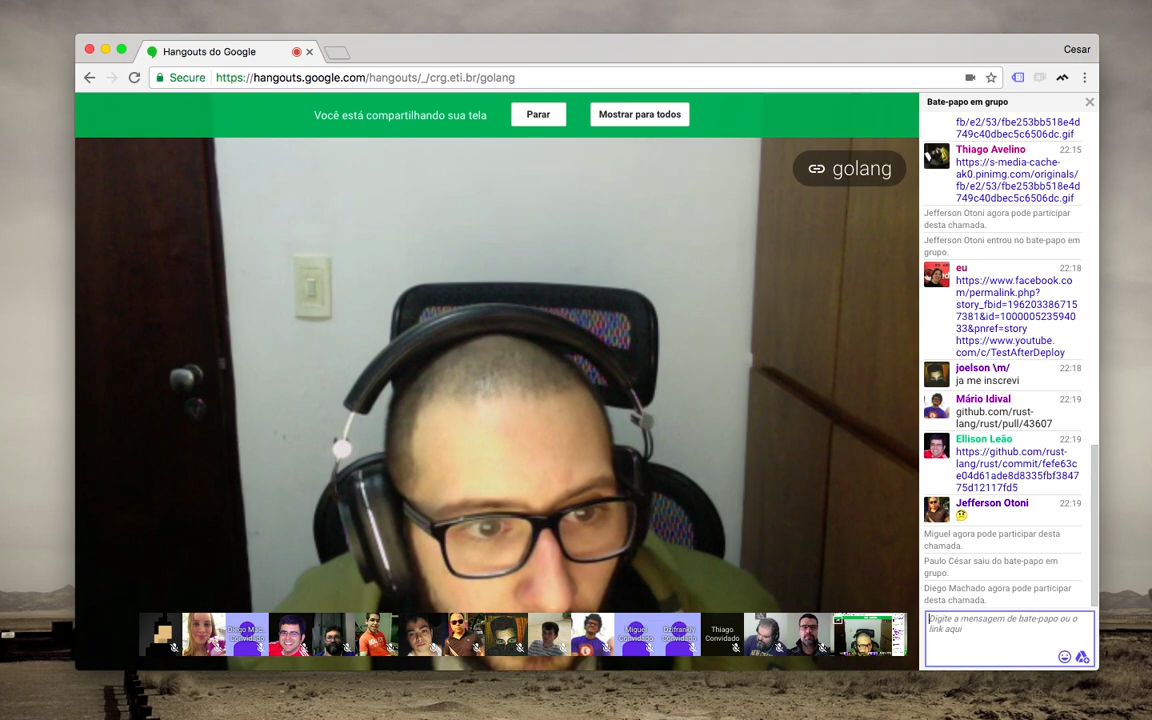 Hangouts do Google
Cesar
Secure https://hangouts.google.com/hangouts/_/crg.eti.br/golang
Você está compartilhando sua tela
Parar
Mostrar para todos
golang
Bate-papo em grupo
fb/e2/53/fbe253bb518e4d
749c40dbec5c6506dc.gif
Thiago Avelino 22:15
https://s-media-cache-
ak0.pinimg.com/originals/
fb/e2/53/fbe253bb518e4d
749c40dbec5c6506dc.gif
Jefferson Otoni agora pode participar
desta chamada.
Jefferson Otoni entrou no bate-papo em
grupo.
eu 22:18
https://www.facebook.co
m/permalink.php?
story_fbid=196203386715
7381&id=1000005235940
33&pnref=story
https://www.youtube.
com/c/TestAfterDeploy
joelson \m/ 22:18
ja me inscrevi
Mário Idival 22:19
github.com/rust-
lang/rust/pull/43607
Ellison Leão 22:19
https://github.com/rust-
lang/rust/commit/fefe63c
e04d61ade8d8335fbf3847
75d12117fd5
Jefferson Otoni 22:19
Miguel agora pode participar desta
chamada.
Paulo César saiu do bate-papo em
grupo.
Diego Machado agora pode participar
desta chamada.
Digite a mensagem de bate-papo ou o
link aqui
Diego Mac...
Convidado
Miguel
Convidado
Convidado
Thiago
Convidado